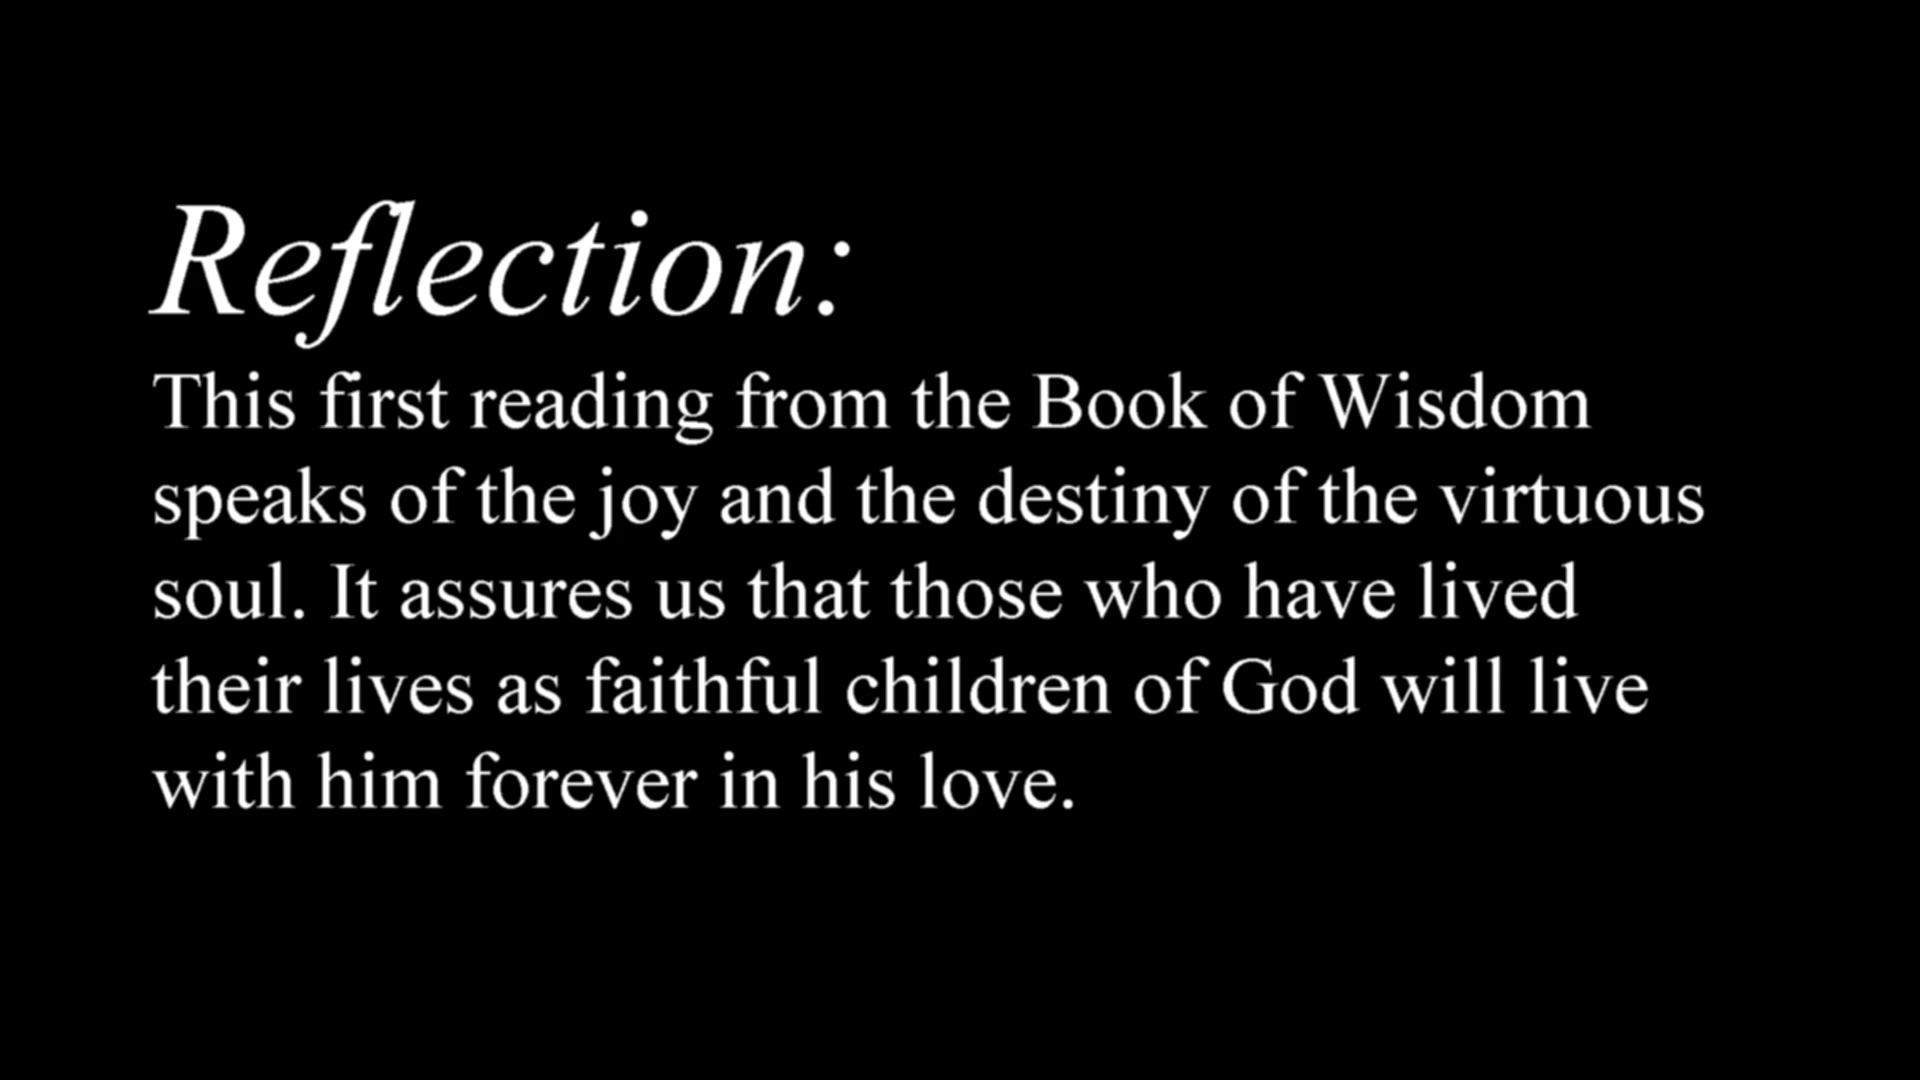 Reflection:
This first reading from the Book of Wisdom
speaks of the joy and the destiny of the virtuous
soul. It assures us that those who have lived
their lives as faithful children of God will live
with him forever in his love.